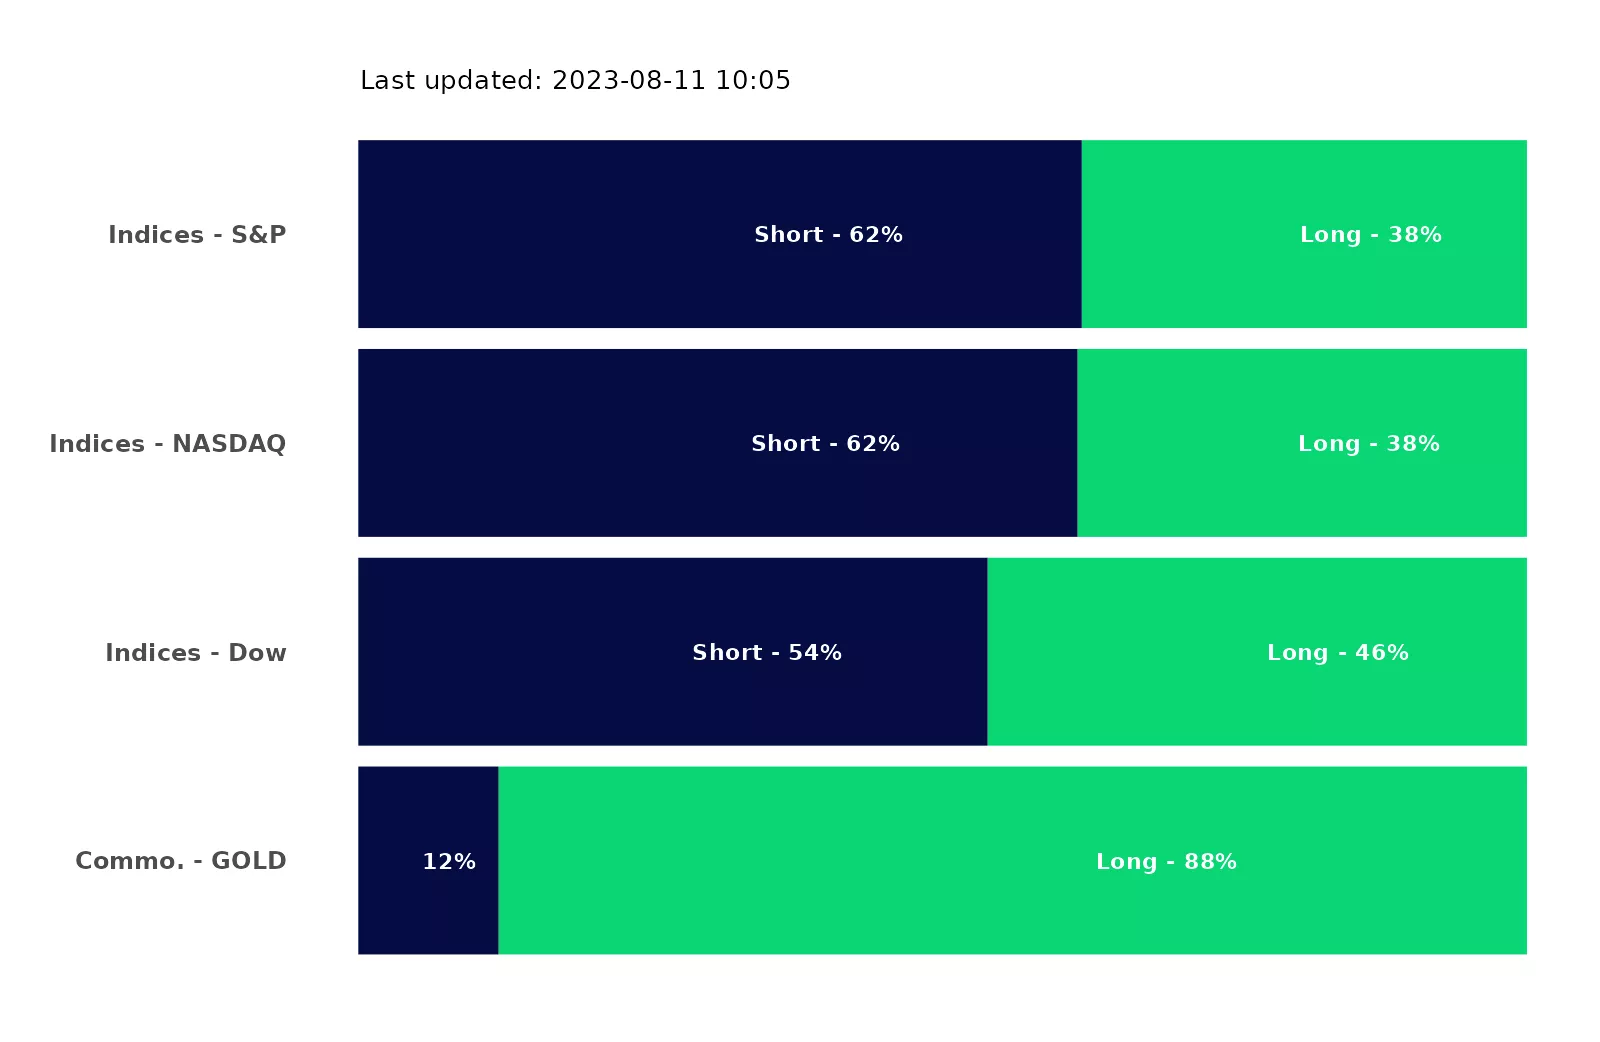 Last updated: 2023-08-11 10:05
Indices - S&P
Short - 62%
Long - 38%
Indices - NASDAQ
Short - 62%
Long - 38%
Indices - Dow
Short - 54%
Long - 46%
Commo. - GOLD
12%
Long - 88%